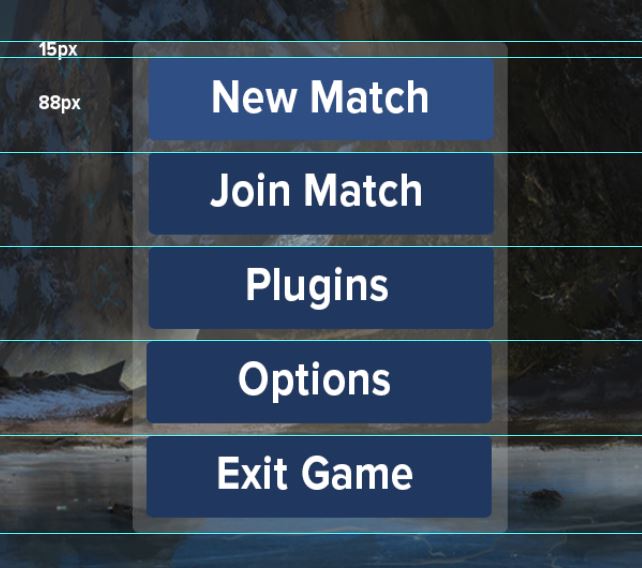 15px
88px
New Match
Join Match
Plugins
Options
Exit Game